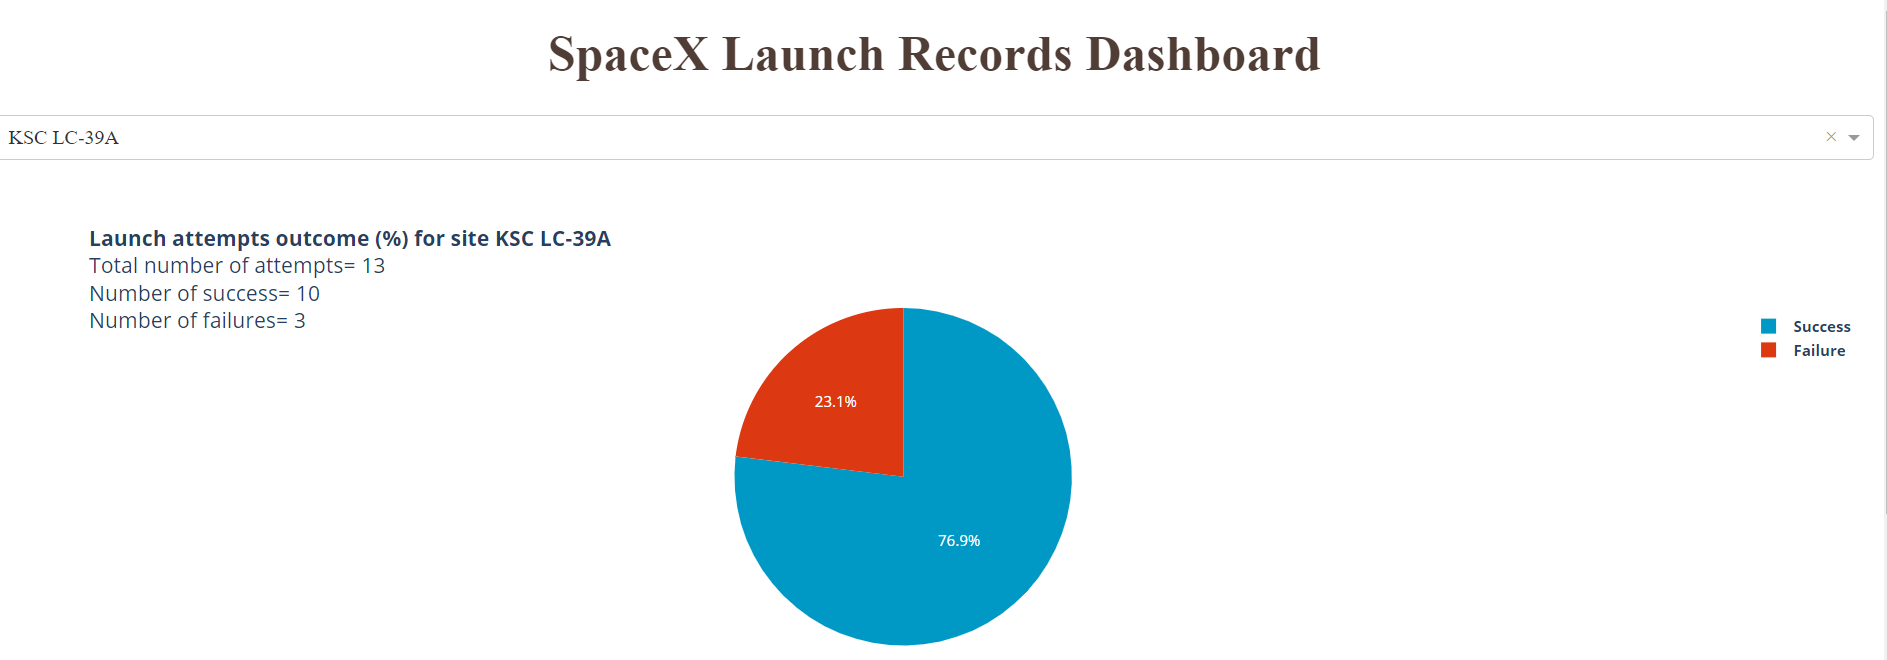 SpaceX Launch Records Dashboard
KSC LC-39A
Launch attempts outcome (%) for site KSC LC-39A
Total number of attempts= 13
Number of success= 10
Number of failures= 3
Success
Failure
23.1%
76.9%